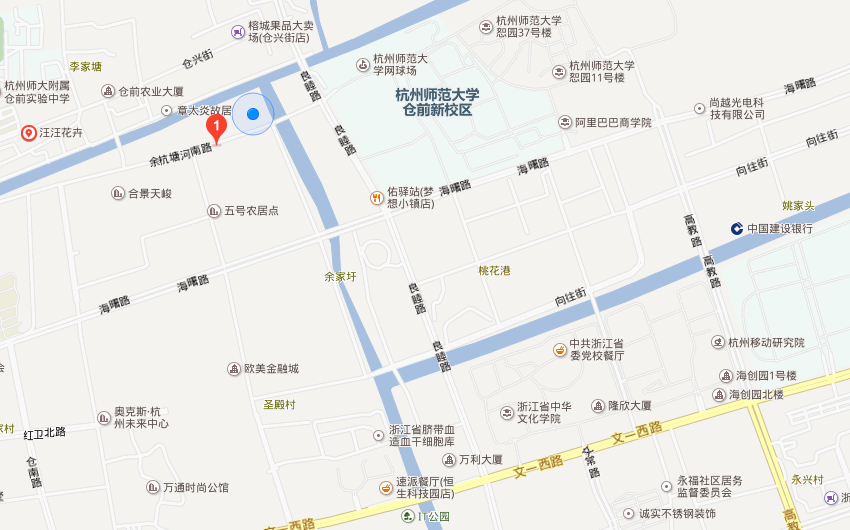 榕城果品大卖
场(仓兴街店)
杭州师范大学
恕园37号楼
仓兴街
李家塘
杭州师范大
学网球场
杭州师范大学
恕园11号楼
良睦路
杭州师大附属
仓前实验中学
仓前农业大厦
杭州师范大学
仓前新校区
海曙路
章太炎故居
尚越光电科
技有限公司
1
汪汪花卉
良睦路
阿里巴巴商学院
向往街
余杭塘河南路
海曙路
向往街
合景天峻
海曙路
佑驿站(梦
想小镇店)
五号农居点
姚家头
高教路
中国建设银行
余家圩
桃花港
高教路
海曙路
海曙路
良睦路
向往街
良睦路
中共浙江省
委党校餐厅
杭州移动研究院
欧美金融城
海创园1号楼
海创园北楼
圣殿村
奥克斯·杭
州未来中心
浙江省中华
文化学院
隆欣大厦
红卫北路
浙江省脐带血
造血干细胞库
文一西路
万利大厦
文一西路
文常路
仓南路
万通时尚公馆
速派餐厅(恒
生科技园店)
永福社区居务
监督委员会
永兴村
IT公园
诚实不锈钢装饰
文一西路
高教路